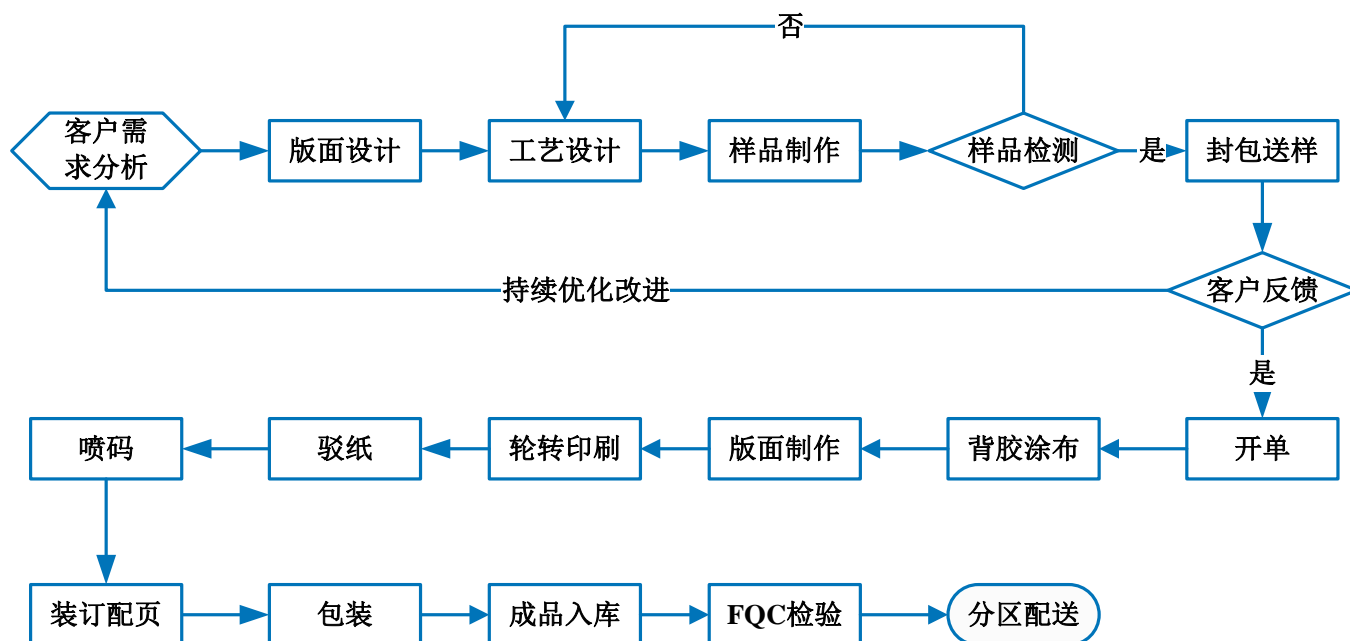 否
客户需
求分析
版面设计
工艺设计
样品制作
样品检测
是
封包送样
持续优化改进
客户反馈
是
喷码
驳纸
轮转印刷
版面制作
背胶涂布
开单
装订配页
包装
成品入库
FQC检验
分区配送